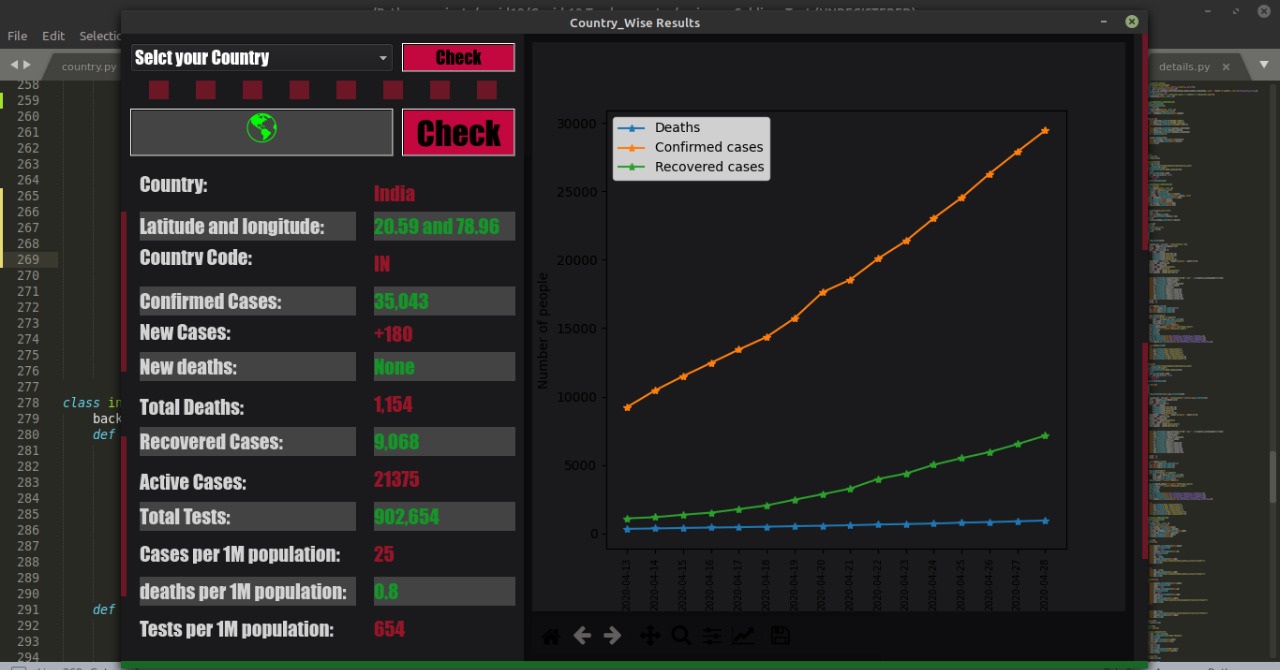 Country_Wise Results
File Edit Selectio
country.py
details.py
Selct your Country
Check
Check
Country: India
Latitude and longitude: 20.59 and 78.96
Country Code: IN
Confirmed Cases: 35,043
New Cases: +180
New deaths: None
Total Deaths: 1,154
Recovered Cases: 9,068
Active Cases: 21375
Total Tests: 902,654
Cases per 1M population: 25
deaths per 1M population: 0.8
Tests per 1M population: 654
Deaths
Confirmed cases
Recovered cases
Number of people
30000
25000
20000
15000
10000
5000
0
2020-04-13
2020-04-14
2020-04-15
2020-04-16
2020-04-17
2020-04-18
2020-04-19
2020-04-20
2020-04-21
2020-04-22
2020-04-23
2020-04-24
2020-04-25
2020-04-26
2020-04-27
2020-04-28
258
259
260
261
262
263
264
265
266
267
268
269
270
271
272
273
274
275
276
277
278 class in
279 back
280 def
281
282
283
284
285
286
287
288
289
290
291 def
292
293
294